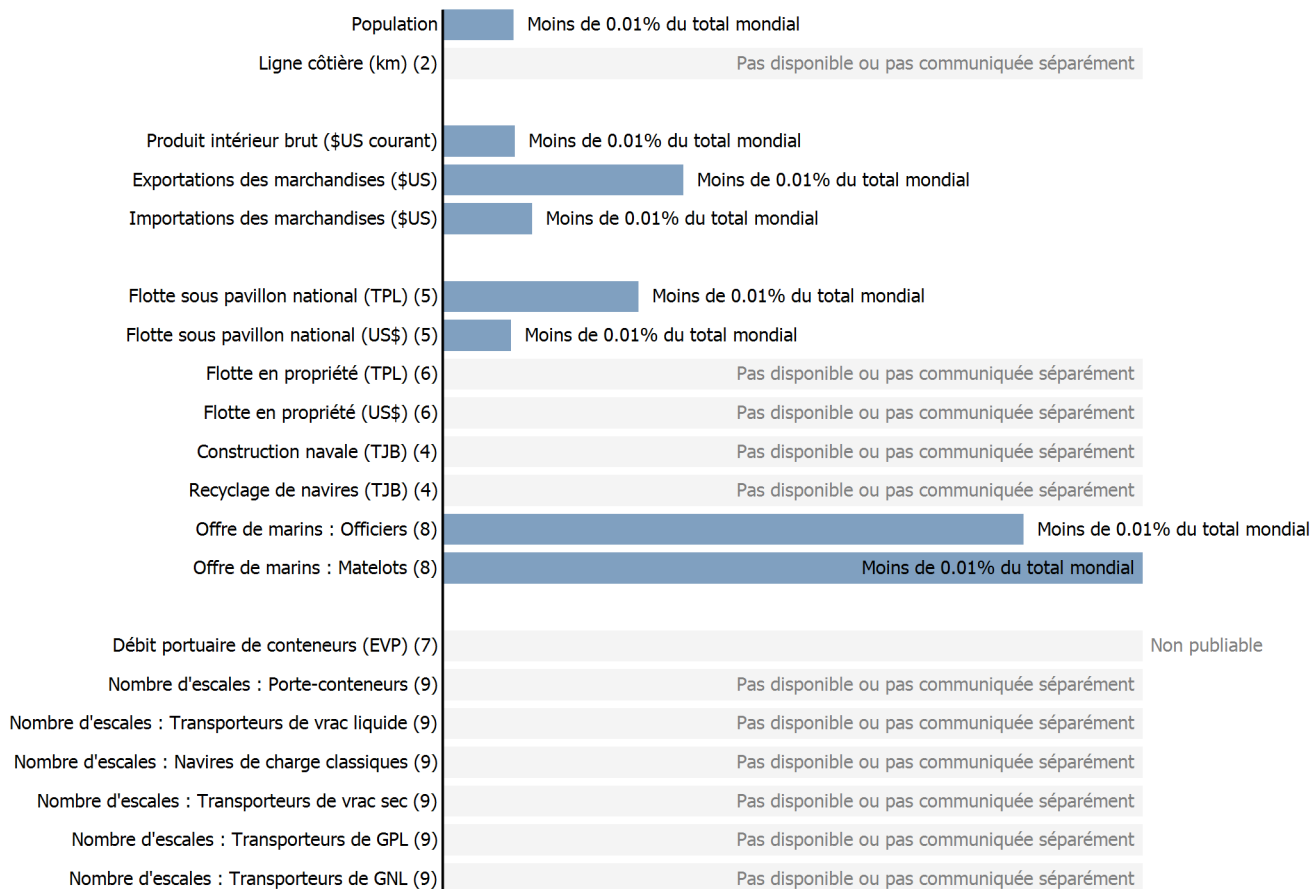 Population Moins de 0.01% du total mondial
Ligne côtière (km) (2) Pas disponible ou pas communiquée séparément
Produit intérieur brut ($US courant) Moins de 0.01% du total mondial
Exportations des marchandises ($US) Moins de 0.01% du total mondial
Importations des marchandises ($US) Moins de 0.01% du total mondial
Flotte sous pavillon national (TPL) (5) Moins de 0.01% du total mondial
Flotte sous pavillon national (US$) (5) Moins de 0.01% du total mondial
Flotte en propriété (TPL) (6) Pas disponible ou pas communiquée séparément
Flotte en propriété (US$) (6) Pas disponible ou pas communiquée séparément
Construction navale (TJB) (4) Pas disponible ou pas communiquée séparément
Recyclage de navires (TJB) (4) Pas disponible ou pas communiquée séparément
Offre de marins : Officiers (8) Moins de 0.01% du total mondial
Offre de marins : Matelots (8) Moins de 0.01% du total mondial
Débit portuaire de conteneurs (EVP) (7) Non publiable
Nombre d'escales : Porte-conteneurs (9) Pas disponible ou pas communiquée séparément
Nombre d'escales : Transporteurs de vrac liquide (9) Pas disponible ou pas communiquée séparément
Nombre d'escales : Navires de charge classiques (9) Pas disponible ou pas communiquée séparément
Nombre d'escales : Transporteurs de vrac sec (9) Pas disponible ou pas communiquée séparément
Nombre d'escales : Transporteurs de GPL (9) Pas disponible ou pas communiquée séparément
Nombre d'escales : Transporteurs de GNL (9) Pas disponible ou pas communiquée séparément